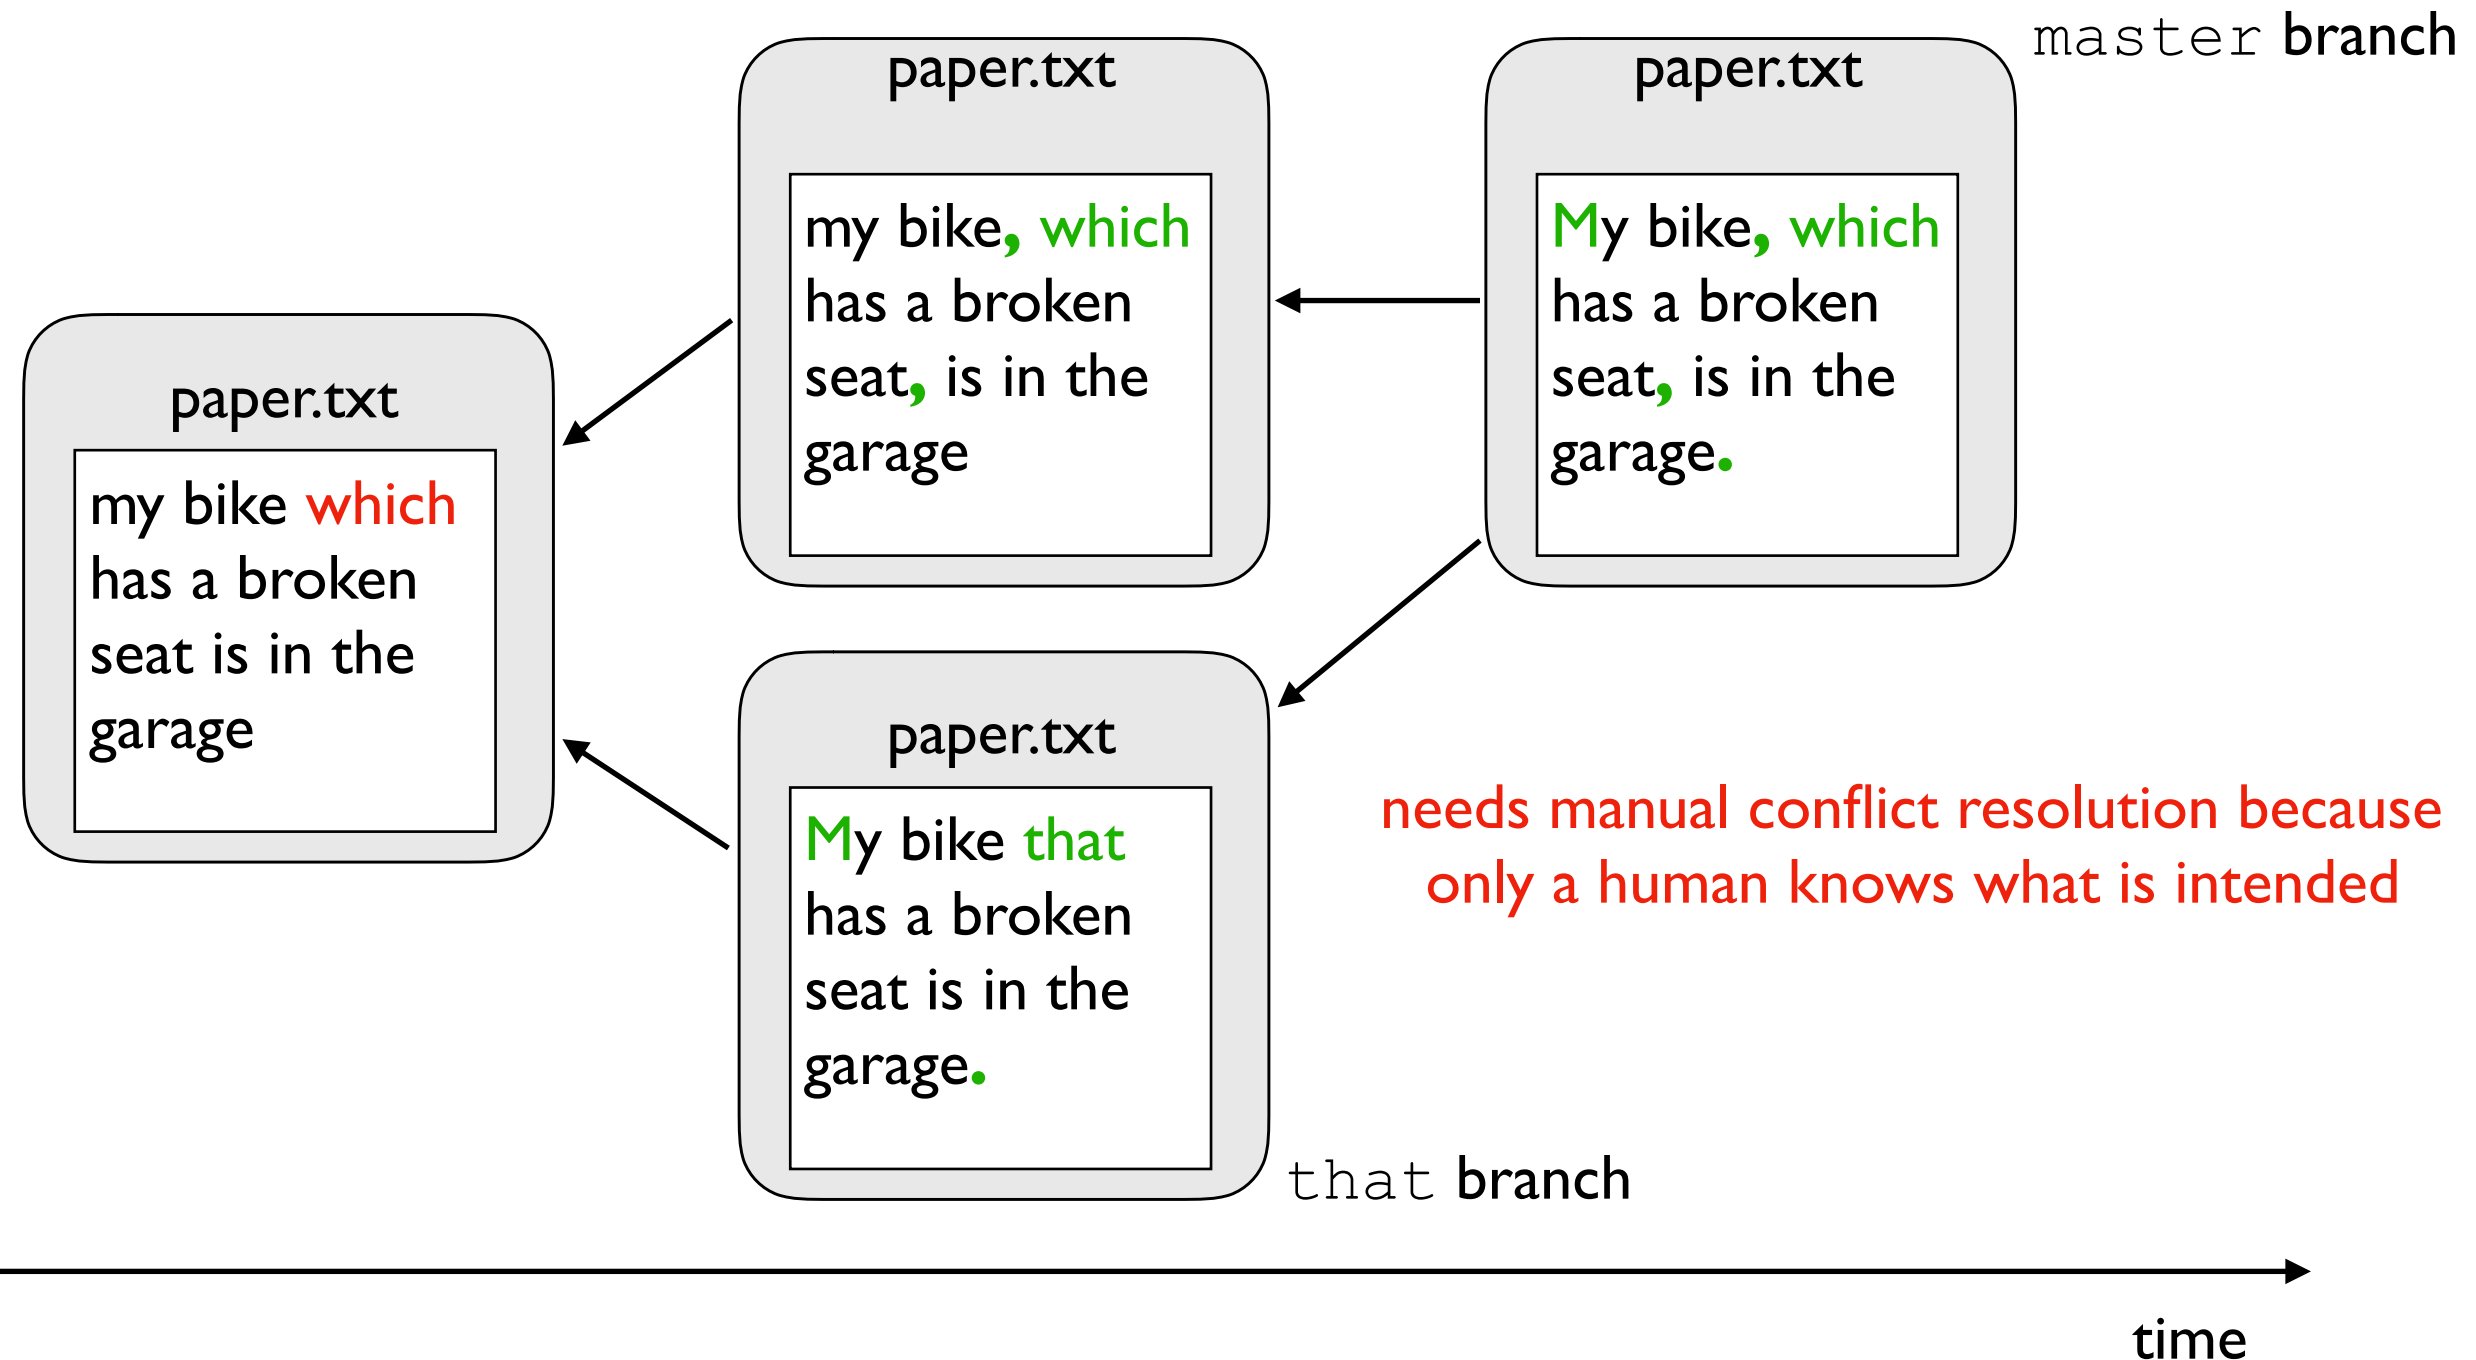 master branch
paper.txt
my bike, which
has a broken
seat, is in the
garage
paper.txt
My bike, which
has a broken
seat, is in the
garage.
paper.txt
my bike which
has a broken
seat is in the
garage
paper.txt
My bike that
has a broken
seat is in the
garage.
needs manual conflict resolution because
only a human knows what is intended
that branch
time